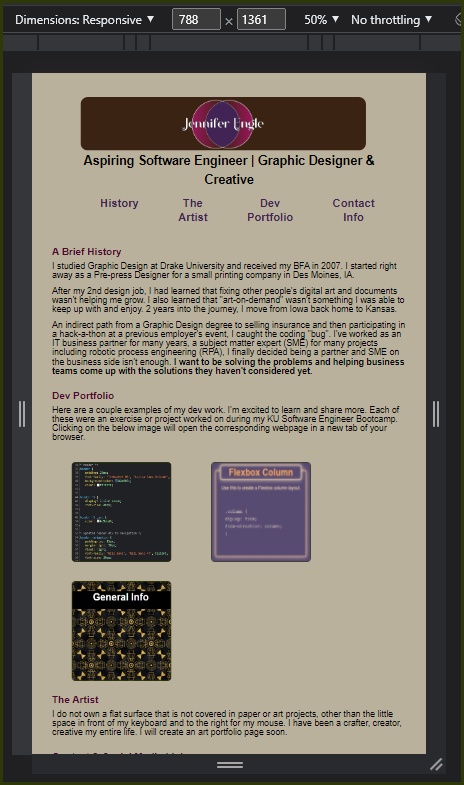 Dimensions: Responsive ▼ 788 × 1361 50% ▼ No throttling ▼
Jennifer Engle
Aspiring Software Engineer | Graphic Designer &
Creative
History The Dev Contact
Artist Portfolio Info
A Brief History
I studied Graphic Design at Drake University and received my BFA in 2007. I started right
away as a Pre-press Designer for a small printing company in Des Moines, IA.
After my 2nd design job, I had learned that fixing other people's digital art and documents
wasn't helping me grow. I also learned that "art-on-demand" wasn't something I was able to
keep up with and enjoy. 2 years into the journey, I move from Iowa back home to Kansas.
An indirect path from a Graphic Design degree to selling insurance and then participating in
a hack-a-thon at a previous employer's event, I caught the coding "bug". I've worked as an
IT business partner for many years, a subject matter expert (SME) for many projects
including robotic process engineering (RPA), I finally decided being a partner and SME on
the business side isn't enough. I want to be solving the problems and helping business
teams come up with the solutions they haven't considered yet.
Dev Portfolio
Here are a couple examples of my dev work. I'm excited to learn and share more. Each of
these were an exercise or project worked on during my KU Software Engineer Bootcamp.
Clicking on the below image will open the corresponding webpage in a new tab of your
browser.
Flexbox Column
Use this to create a Flexbox column layout
.column {
display: flex;
flex-direction: column;
}
General Info
The Artist
I do not own a flat surface that is not covered in paper or art projects, other than the little
space in front of my keyboard and to the right for my mouse. I have been a crafter, creator,
creative my entire life. I will create an art portfolio page soon.